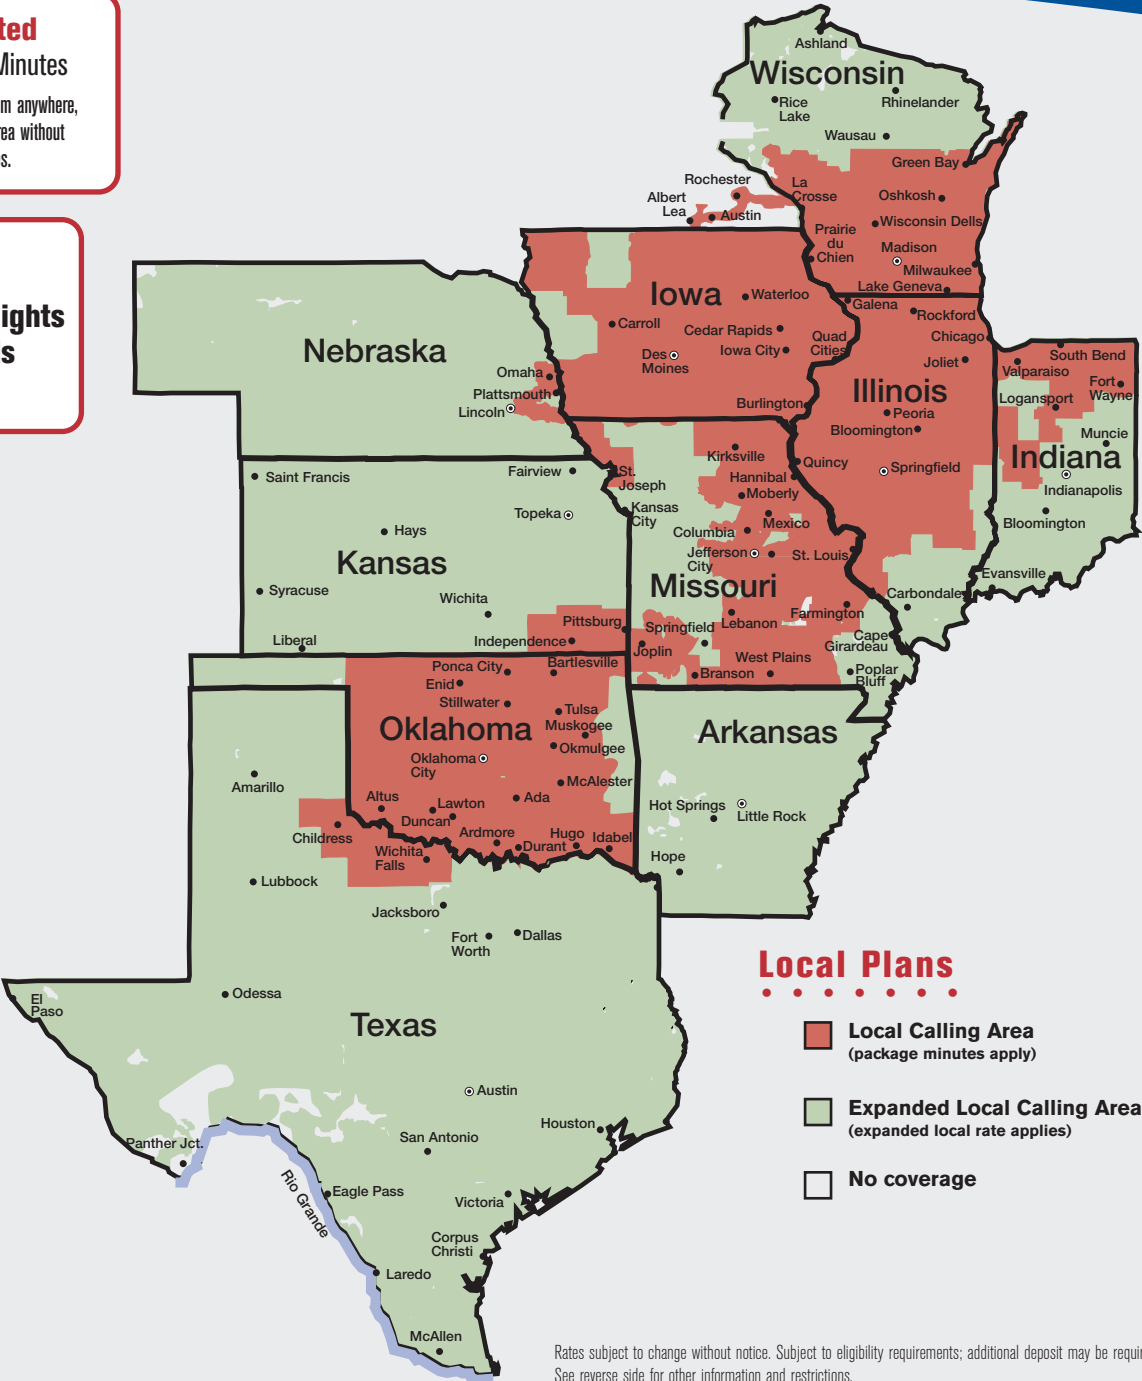 ted
Minutes
m anywhere,
rea without
s.
ights
s
Ashland
Wisconsin
Rice
Lake
Rhinelander
Wausau
Green Bay
La
Crosse
Oshkosh
Wisconsin Dells
Prairie
du
Chien
Madison
Milwaukee
Lake Geneva
Rochester
Albert
Lea
Austin
Iowa
Waterloo
Carroll
Cedar Rapids
Iowa City
Quad
Cities
Des
Moines
Burlington
Galena
Rockford
Chicago
Joliet
Illinois
Peoria
Bloomington
Quincy
Springfield
Carbondale
South Bend
Valparaiso
Fort
Wayne
Logansport
Muncie
Indiana
Indianapolis
Bloomington
Evansville
Nebraska
Omaha
Plattsmouth
Lincoln
Saint Francis
Fairview
Topeka
Hays
Kansas
Syracuse
Wichita
Pittsburg
Independence
Liberal
St.
Joseph
Kansas
City
Kirksville
Hannibal
Moberly
Mexico
Columbia
Jefferson
City
St. Louis
Missouri
Farmington
Lebanon
Springfield
Joplin
Cape
Girardeau
West Plains
Branson
Poplar
Bluff
Ponca City
Bartlesville
Enid
Stillwater
Tulsa
Oklahoma
Muskogee
Okmulgee
Oklahoma
City
McAlester
Altus
Lawton
Ada
Duncan
Ardmore
Durant
Hugo
Idabel
Arkansas
Hot Springs
Little Rock
Hope
Amarillo
Childress
Wichita
Falls
Lubbock
Jacksboro
Fort
Worth
Dallas
El
Paso
Odessa
Texas
Austin
Houston
San Antonio
Panther Jct.
Rio Grande
Eagle Pass
Victoria
Corpus
Christi
Laredo
McAllen
Local Plans
Local Calling Area
(package minutes apply)
Expanded Local Calling Area
(expanded local rate applies)
No coverage
Rates subject to change without notice. Subject to eligibility requirements; additional deposit may be requi
See reverse side for other information and restrictions.